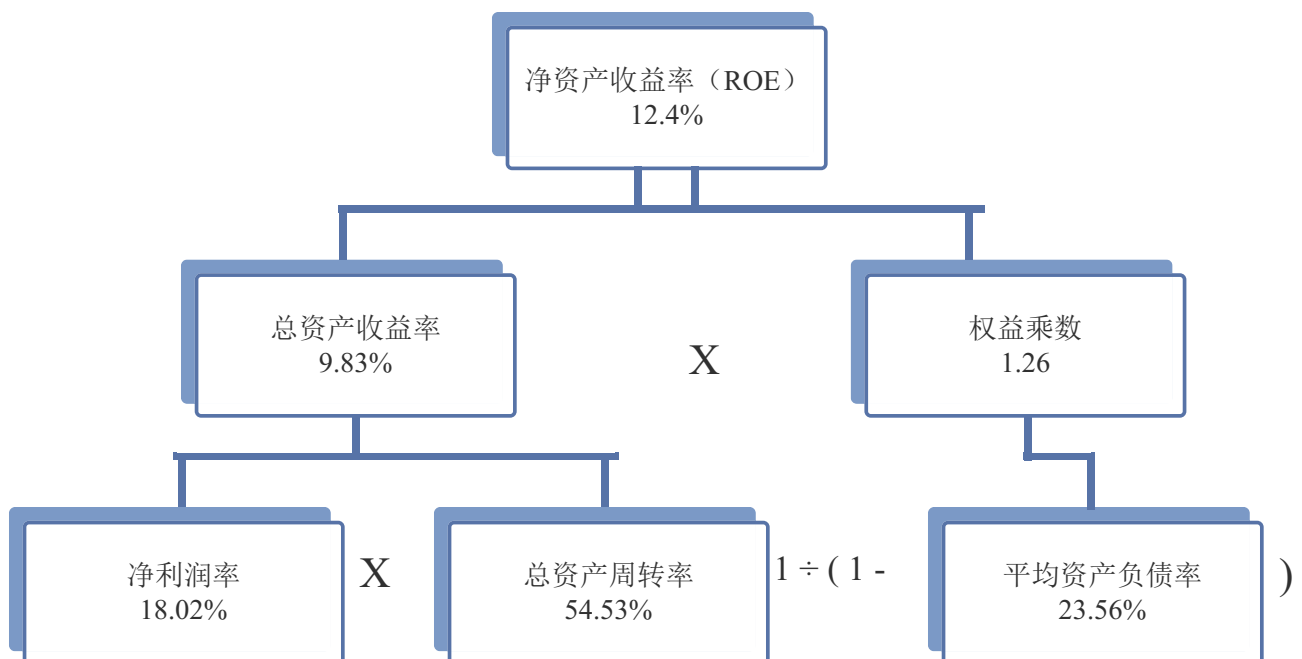 净资产收益率（ROE）
12.4%
总资产收益率
9.83%
X
权益乘数
1.26
净利润率
18.02%
X
总资产周转率
54.53%
1 ÷ ( 1 -
平均资产负债率
23.56%
)